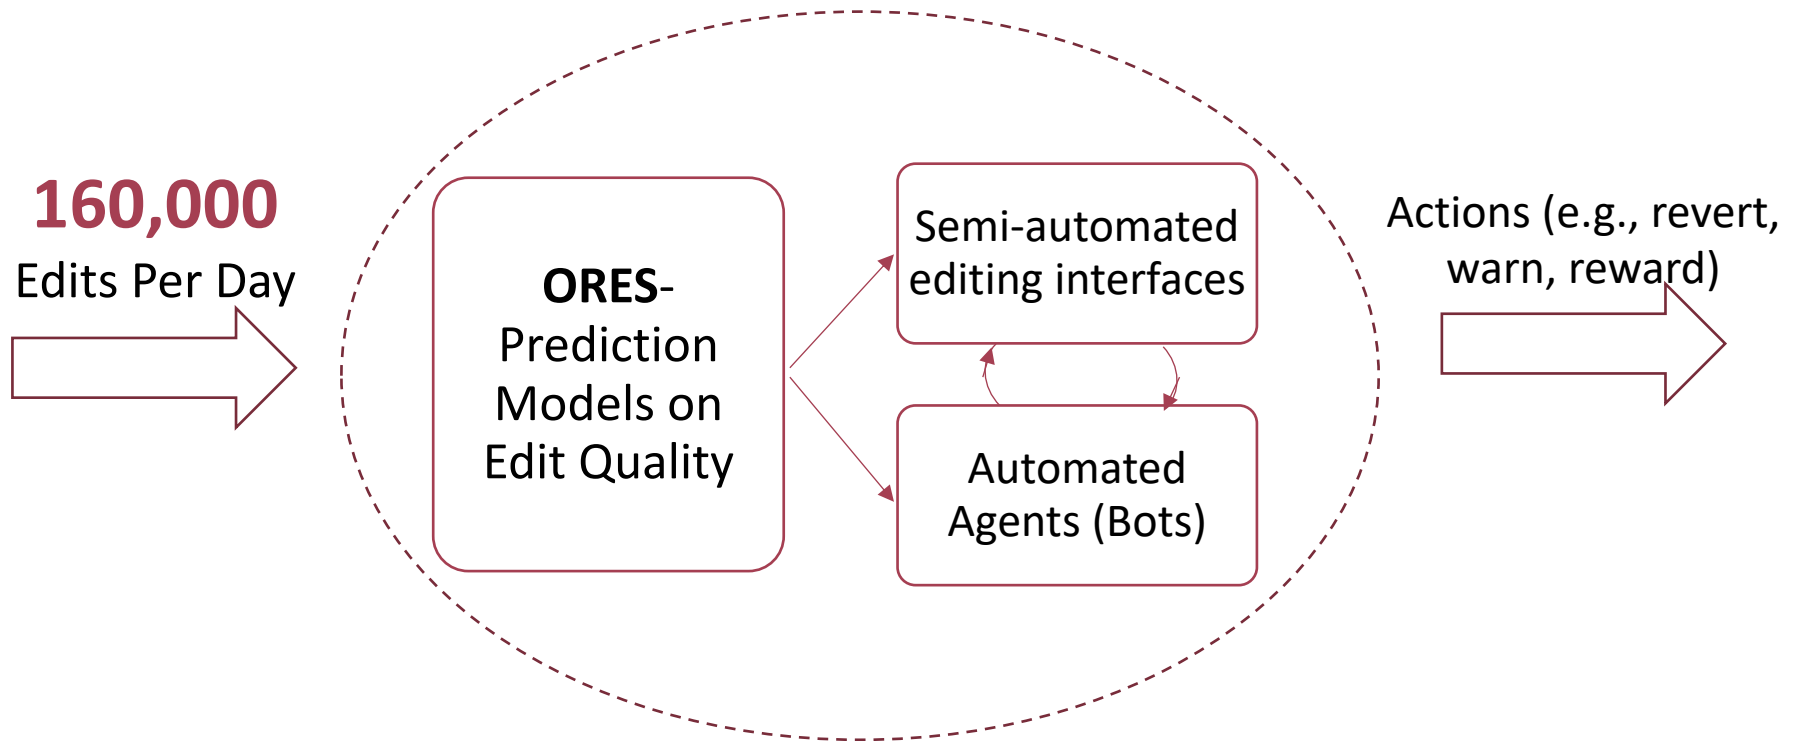 160,000
Edits Per Day
ORES-
Prediction
Models on
Edit Quality
Semi-automated
editing interfaces
Automated
Agents (Bots)
Actions (e.g., revert,
warn, reward)